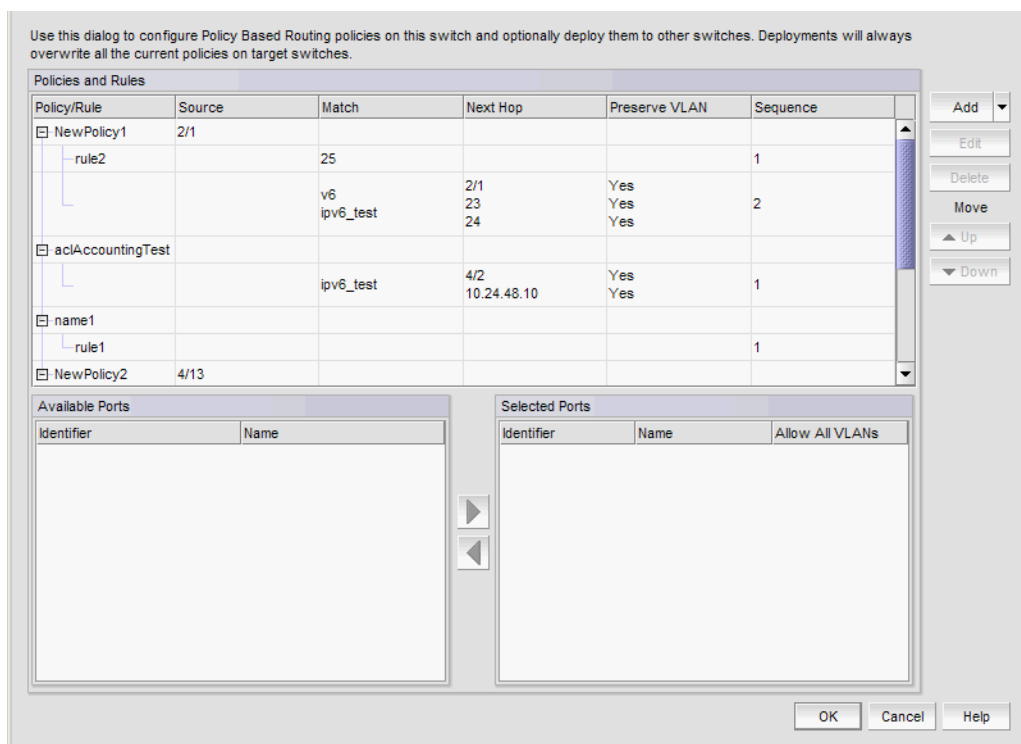 Use this dialog to configure Policy Based Routing policies on this switch and optionally deploy them to other switches. Deployments will always
overwrite all the current policies on target switches.
Policies and Rules
Policy/Rule Source Match Next Hop Preserve VLAN Sequence
NewPolicy1 2/1
rule2 25 1
v6
ipv6_test
2/1 Yes
23 Yes
24 Yes
2
aclAccountingTest
ipv6_test
4/2 Yes
10.24.48.10 Yes
1
name1
rule1 1
NewPolicy2 4/13
Add
Edit
Delete
Move
Up
Down
Available Ports
Identifier Name
Selected Ports
Identifier Name Allow All VLANs
OK Cancel Help